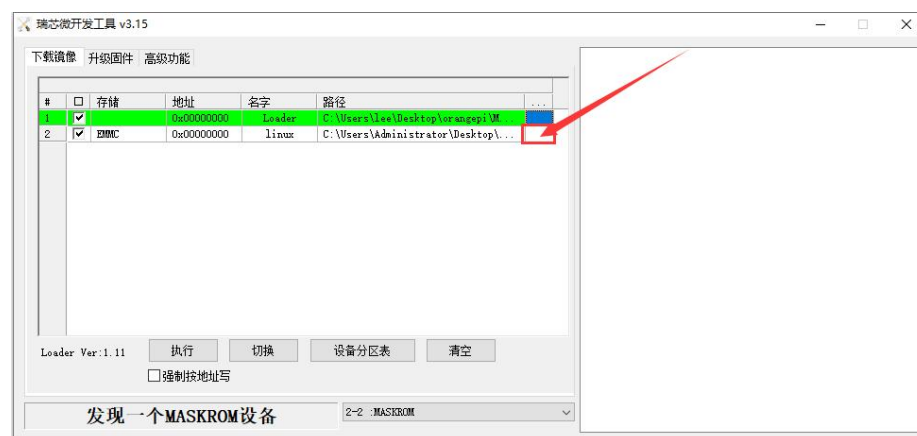 瑞芯微开发工具 v3.15
下载镜像 升级固件 高级功能
# 存储 地址 名字 路径 ...
1 0x00000000 Loader C:\Users\lee\Desktop\orangepi\M...
2 EMMC 0x00000000 linux C:\Users\Administrator\Desktop\...
Loader Ver:1.11 执行 切换 设备分区表 清空
强制按地址写
发现一个MASKROM设备 2-2 :MASKROM